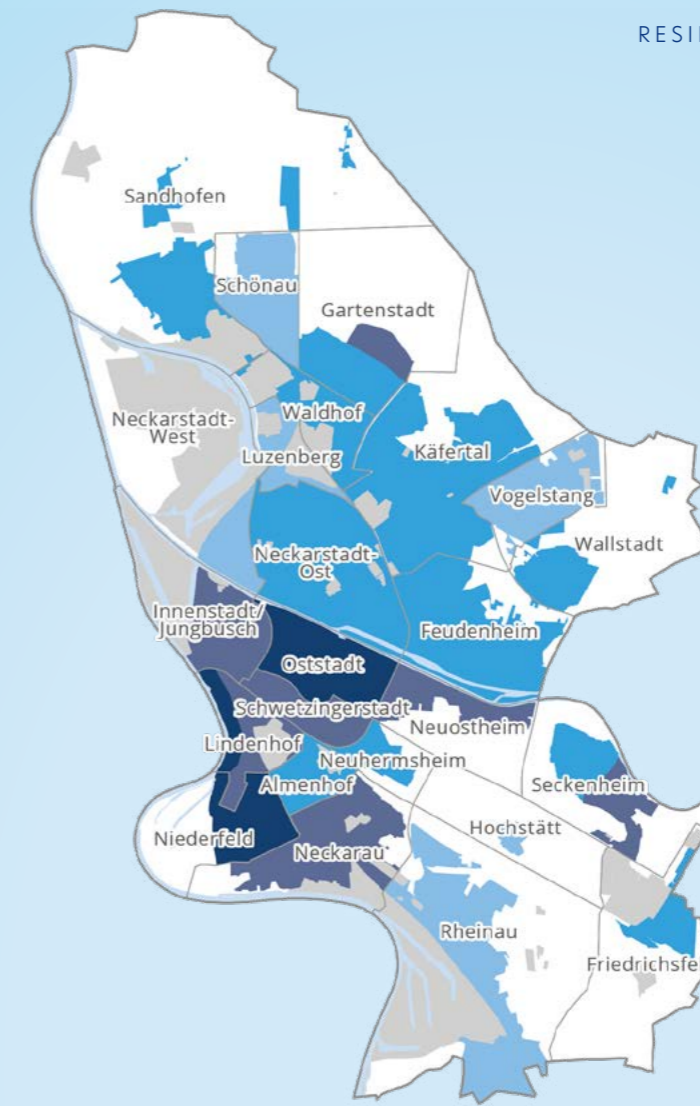 RESI
Sandhofen
Schönau
Gartenstadt
Waldhof
Neckarstadt-
West
Luzenberg
Käfertal
Vogelstang
Wallstadt
Neckarstadt-
Ost
Innenstadt/
Jungbusch
Feudenheim
Oststadt
Schwetzingerstadt
Neuostheim
Lindenhof
Neuhermsheim
Almenhof
Seckenheim
Niederfeld
Neckarau
Hochstätt
Rheinau
Friedrichsfe